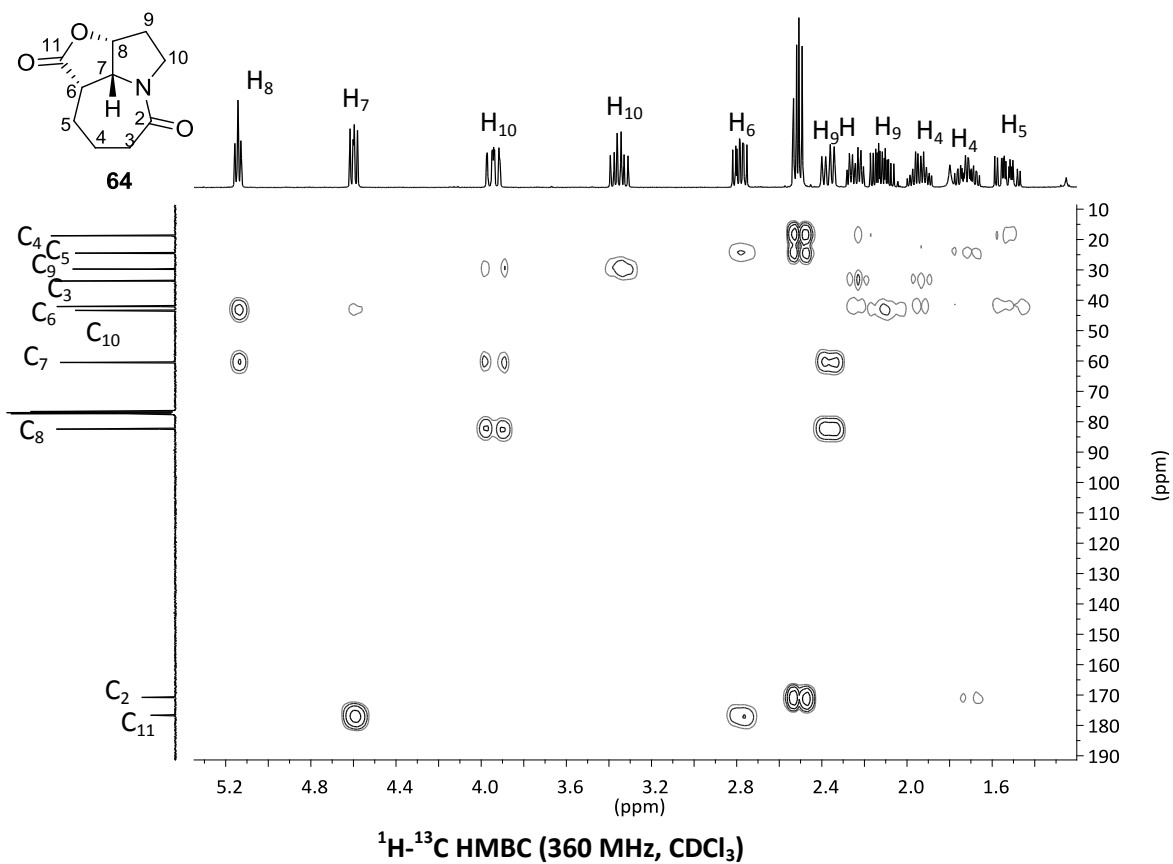 9
O
11
8
10
O
7
6
N
H
2
O
5
4
3
64
H₈
H₇
H₁₀
H₁₀
H₆
H₉
H
H₉
H₄
H₄
H₅
C₄
C₅
C₉
C₃
C₆
C₁₀
C₇
C₈
C₂
C₁₁
10
20
30
40
50
60
70
80
90
100
110
120
130
140
150
160
170
180
190
(ppm)
5.2 4.8 4.4 4.0 3.6 3.2 2.8 2.4 2.0 1.6
(ppm)
¹H-¹³C HMBC (360 MHz, CDCl₃)